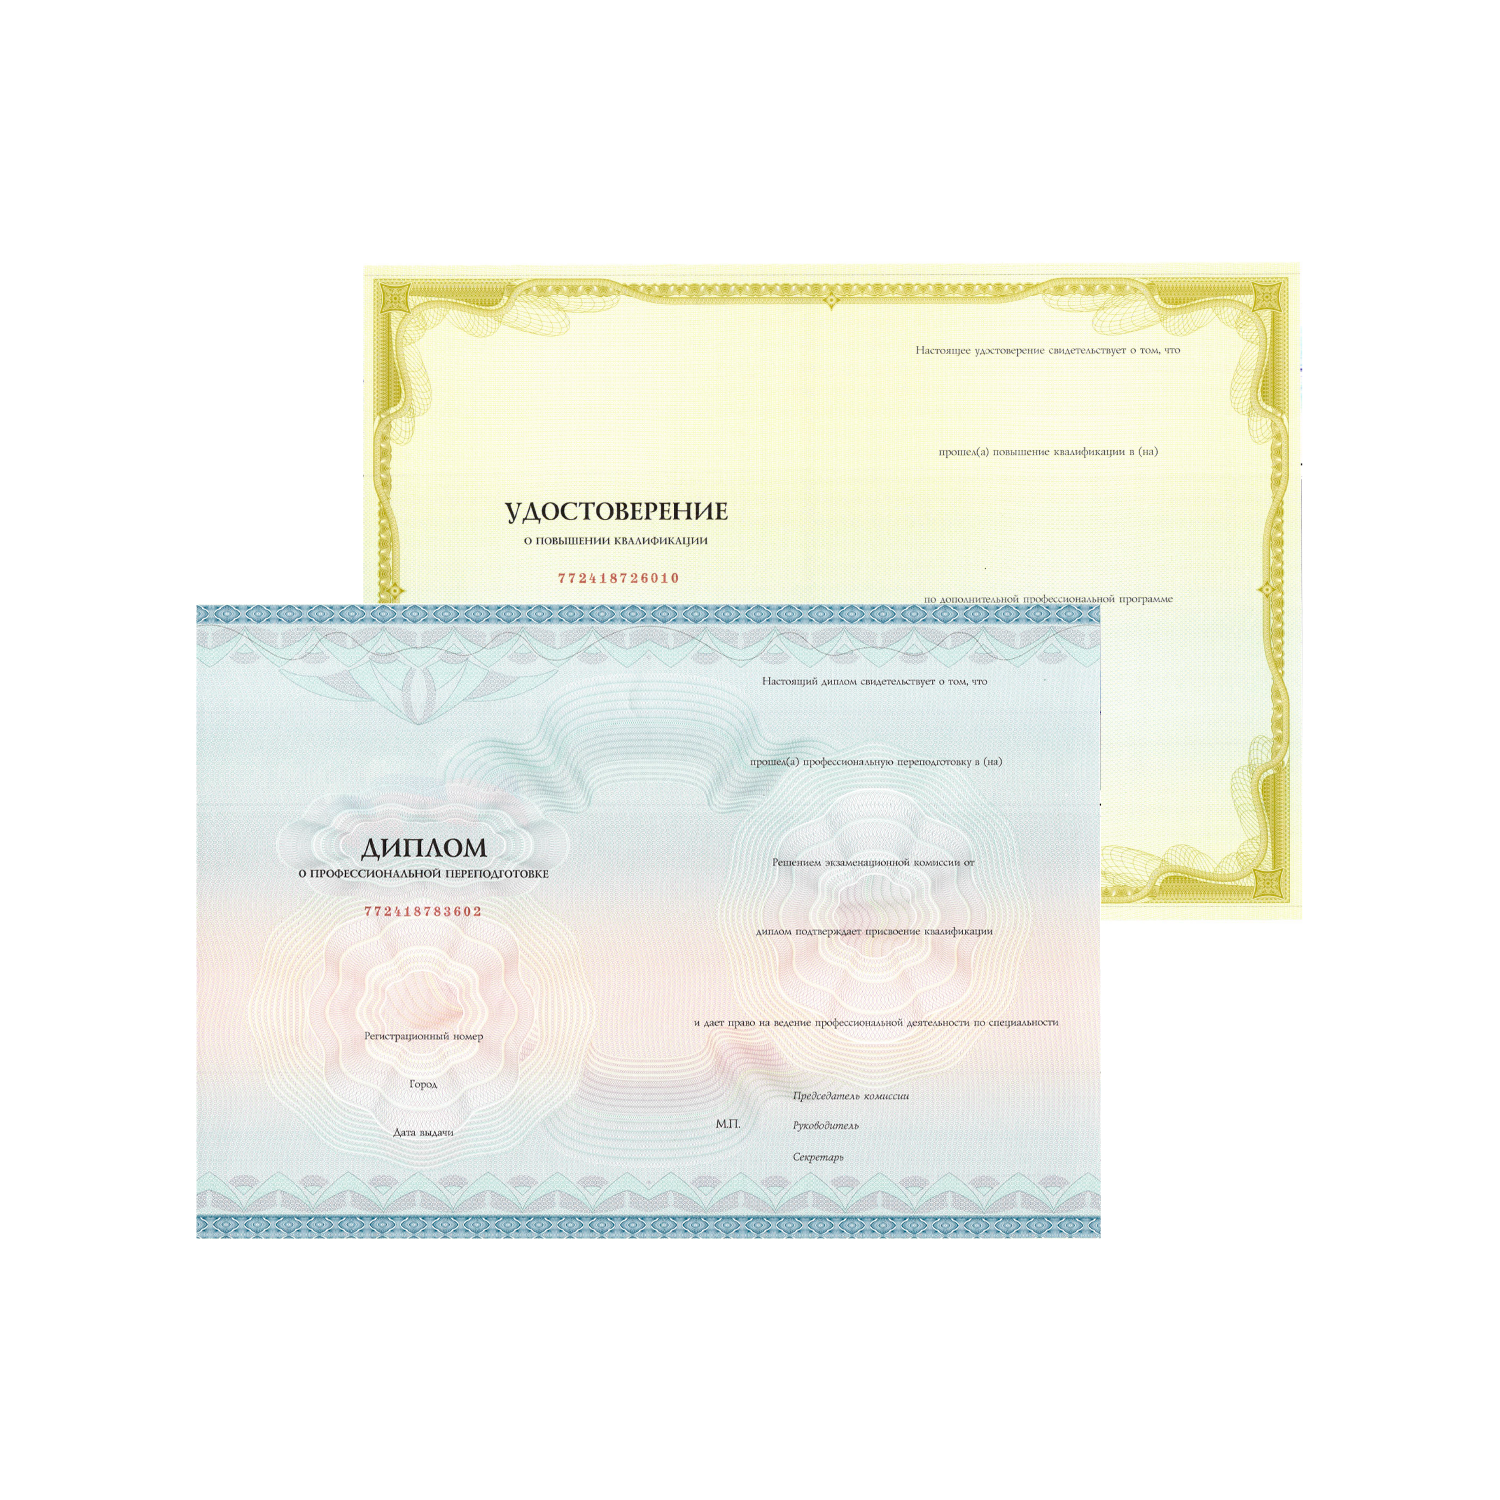 УДОСТОВЕРЕНИЕ
О ПОВЫШЕНИИ КВАЛИФИКАЦИИ
772418726010
Настоящее удостоверение свидетельствует о том, что
прошел(а) повышение квалификации в (на)
по дополнительной профессиональной программе
ДИПЛОМ
О ПРОФЕССИОНАЛЬНОЙ ПЕРЕПОДГОТОВКЕ
772418783602
Регистрационный номер
Город
Дата выдачи
Настоящий диплом свидетельствует о том, что
прошел(а) профессиональную переподготовку в (на)
Решением экзаменационной комиссии от
диплом подтверждает присвоение квалификации
и дает право на ведение профессиональной деятельности по специальности
Председатель комиссии
М.П.
Руководитель
Секретарь